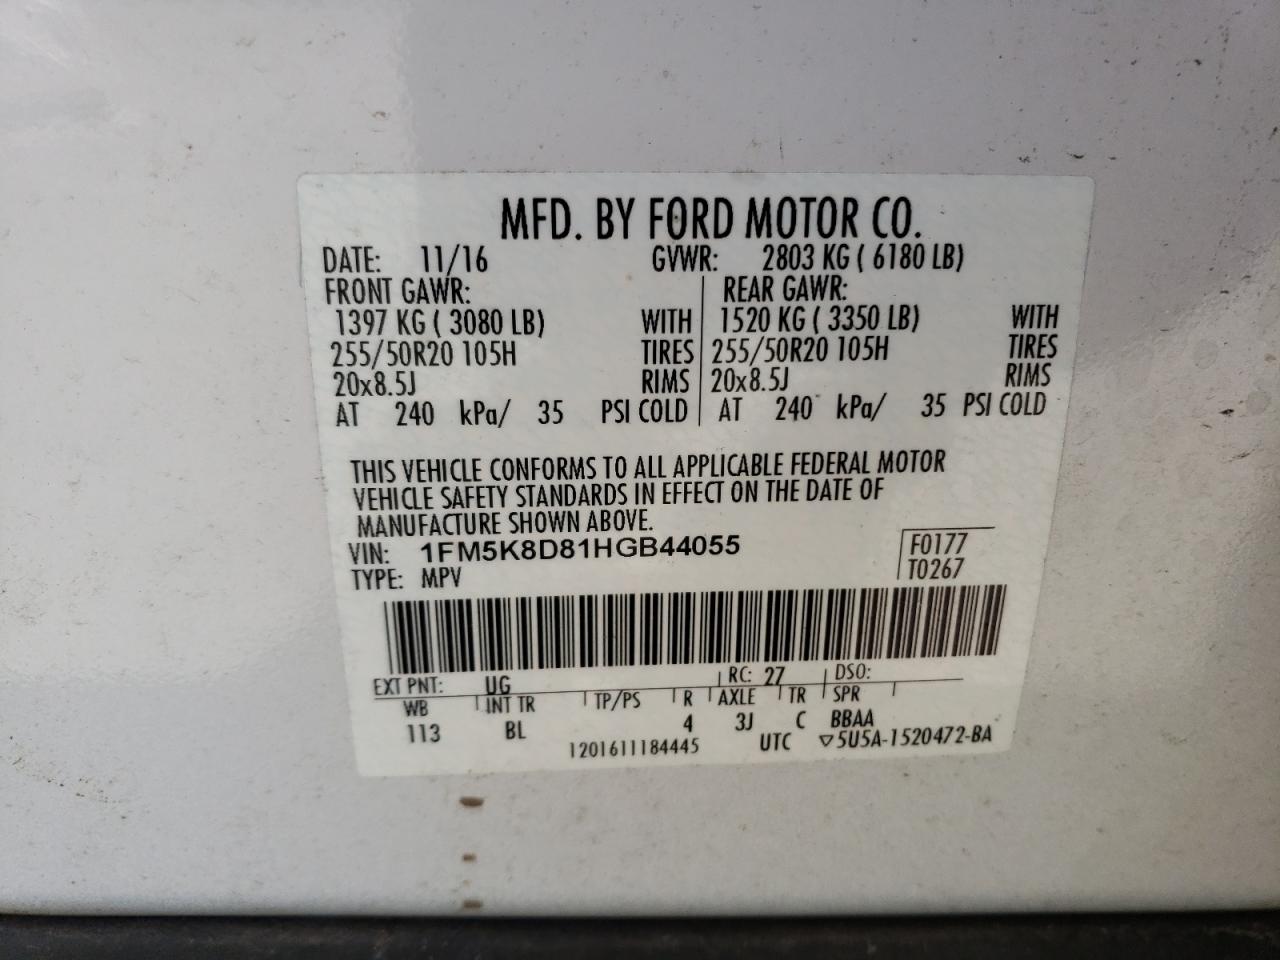 MFD. BY FORD MOTOR CO.
DATE: 11/16 GVWR: 2803 KG ( 6180 LB)
FRONT GAWR: REAR GAWR:
1397 KG ( 3080 LB) WITH 1520 KG ( 3350 LB) WITH
255/50R20 105H TIRES 255/50R20 105H TIRES
20x8.5J RIMS 20x8.5J RIMS
AT 240 kPa/ 35 PSI COLD AT 240 kPa/ 35 PSI COLD
THIS VEHICLE CONFORMS TO ALL APPLICABLE FEDERAL MOTOR
VEHICLE SAFETY STANDARDS IN EFFECT ON THE DATE OF
MANUFACTURE SHOWN ABOVE.
VIN: 1FM5K8D81HGB44055 F0177
TYPE: MPV T0267
EXT PNT: UG RC: 27 DSO:
WB INT TR TP/PS R AXLE TR SPR
113 BL 4 3J C BBAA
1201611184445 UTC ▽5U5A-1520472-BA